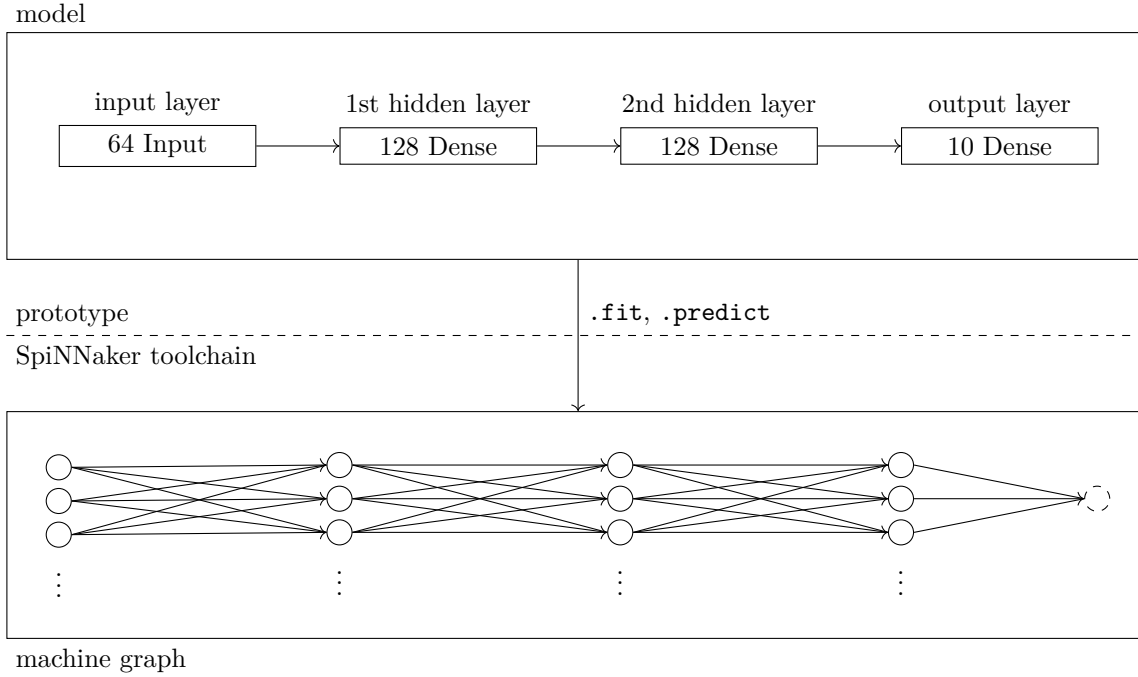 model
input layer
1st hidden layer
2nd hidden layer
output layer
64 Input
128 Dense
128 Dense
10 Dense
.fit, .predict
prototype
SpiNNaker toolchain
machine graph